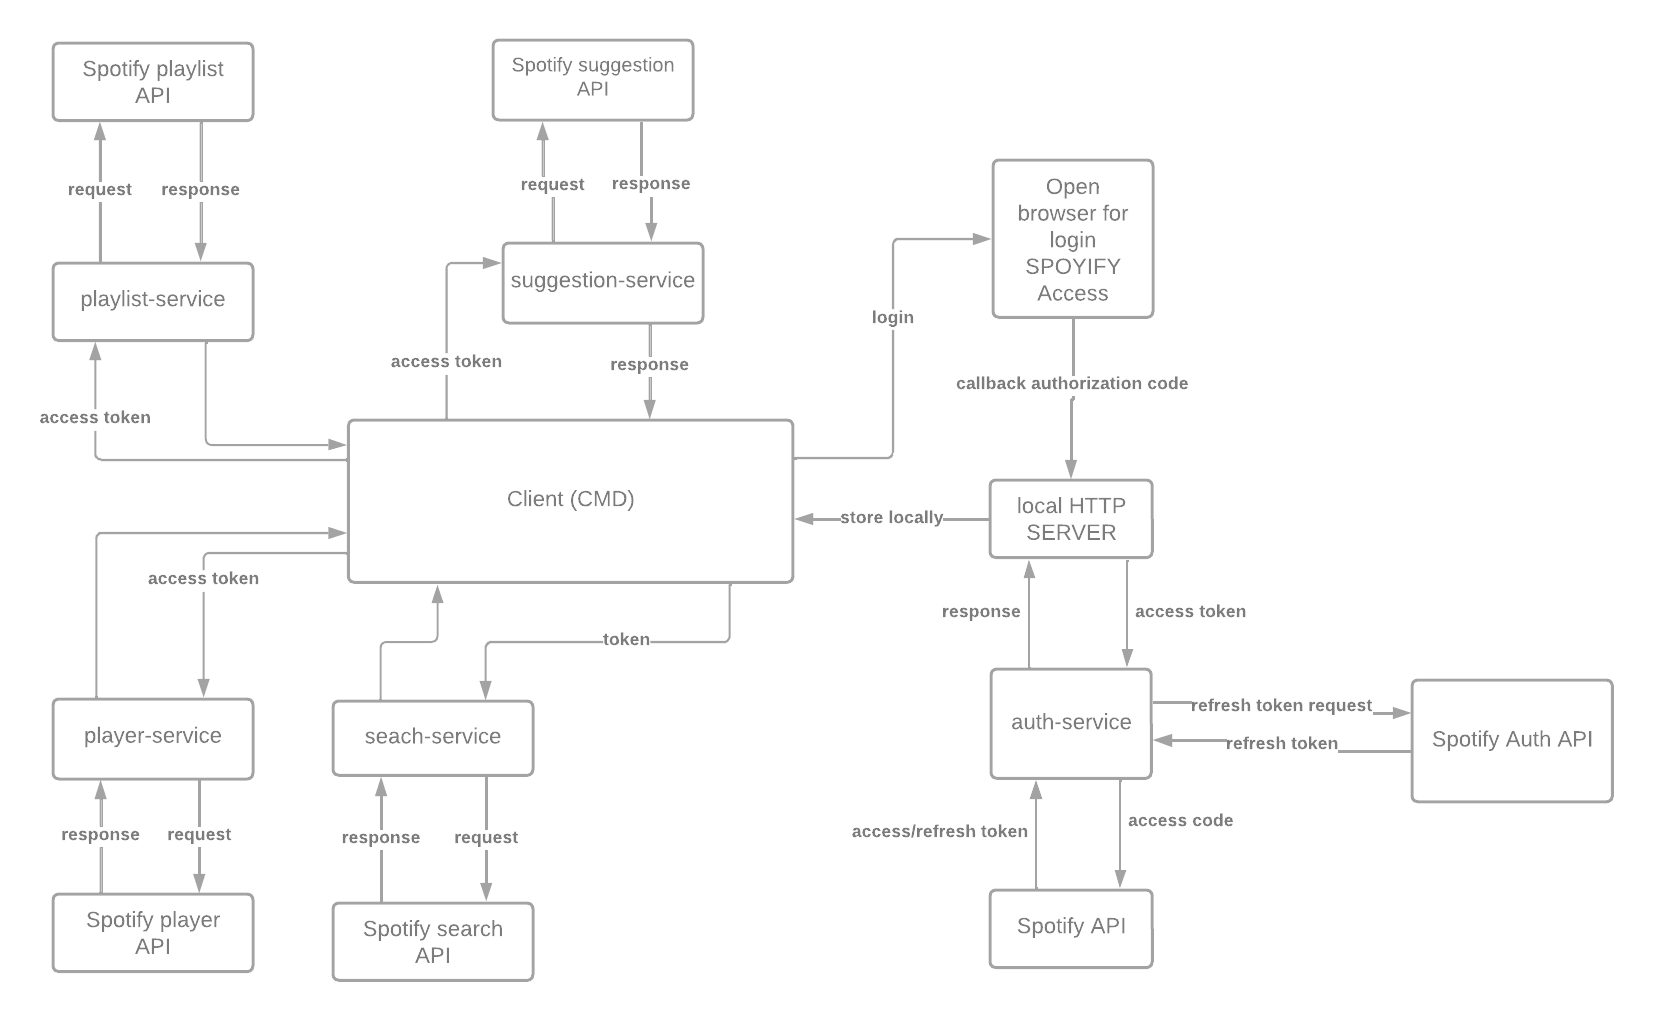 Spotify playlist
API
Spotify suggestion
API
request
response
request
response
Open
browser for
login
SPOYIFY
Access
playlist-service
suggestion-service
login
access token
response
callback authorization code
access token
Client (CMD)
store locally
local HTTP
SERVER
access token
token
response
access token
player-service
seach-service
auth-service
refresh token request
refresh token
Spotify Auth API
response
request
response
request
access/refresh token
access code
Spotify player
API
Spotify search
API
Spotify API